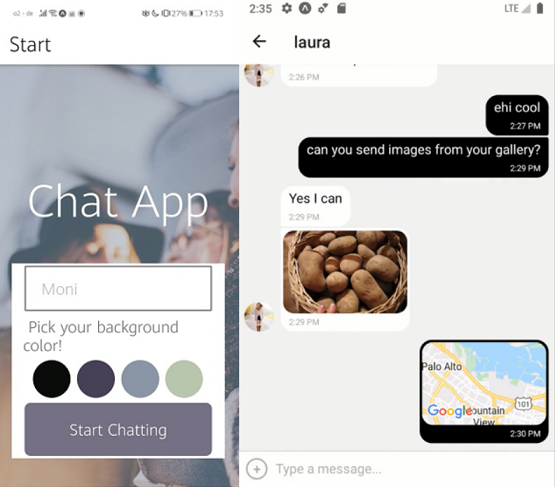 o2 - de 27% 17:53
Start
Chat App
Moni
Pick your background
color!
Start Chatting
2:35 LTE
laura
2:26 PM
ehi cool
2:27 PM
can you send images from your gallery?
2:29 PM
Yes I can
2:29 PM
2:29 PM
Palo Alto
101
Google
ountain
View
2:30 PM
Type a message...